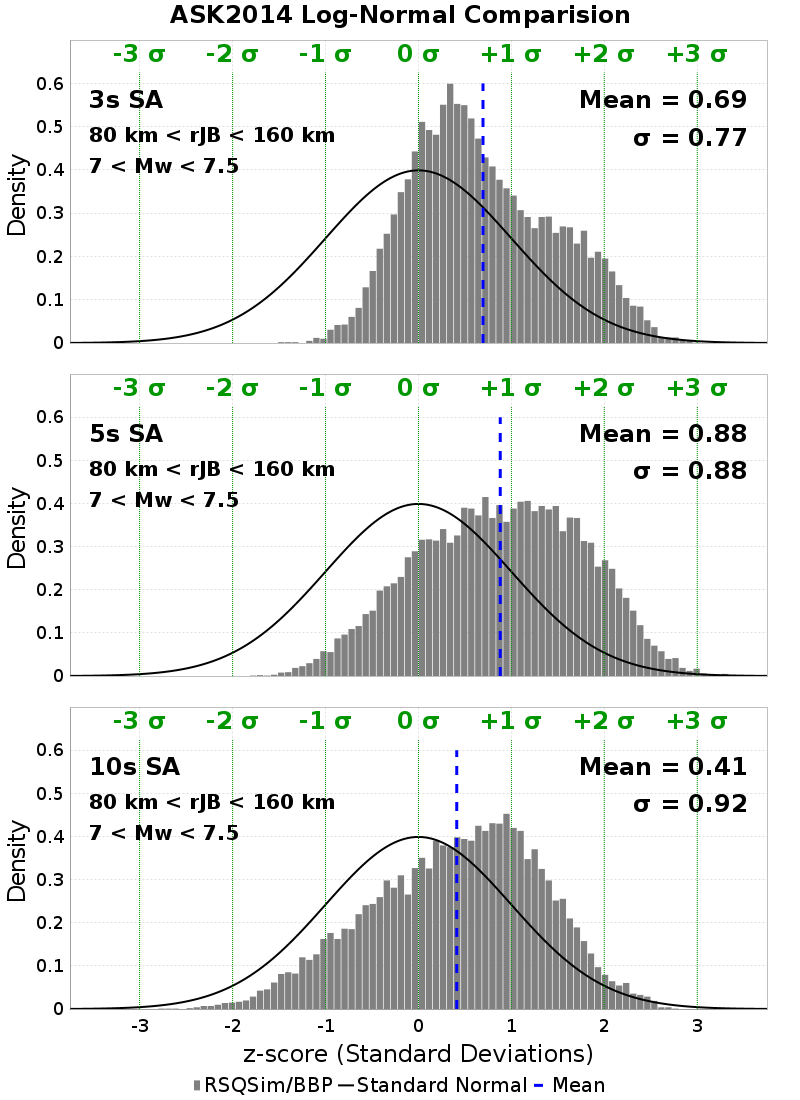 ASK2014 Log-Normal Comparision
-3 σ -2 σ -1 σ 0 σ +1 σ +2 σ +3 σ
3s SA
Mean = 0.69
80 km < rJB < 160 km
σ = 0.77
7 < Mw < 7.5
Density
0.6
0.5
0.4
0.3
0.2
0.1
0
-3 σ -2 σ -1 σ 0 σ +1 σ +2 σ +3 σ
5s SA
Mean = 0.88
80 km < rJB < 160 km
σ = 0.88
7 < Mw < 7.5
Density
0.6
0.5
0.4
0.3
0.2
0.1
0
-3 σ -2 σ -1 σ 0 σ +1 σ +2 σ +3 σ
10s SA
Mean = 0.41
80 km < rJB < 160 km
σ = 0.92
7 < Mw < 7.5
Density
0.6
0.5
0.4
0.3
0.2
0.1
0
-3 -2 -1 0 1 2 3
z-score (Standard Deviations)
RSQSim/BBP Standard Normal Mean